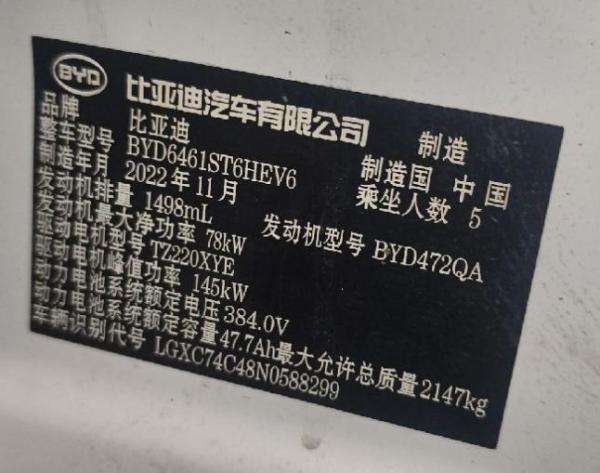 BYD 比亚迪汽车有限公司 制造
品牌 比亚迪 制造国 中国
整车型号 BYD6461ST6HEV6 乘坐人数 5
制造年月 2022年11月
发动机排量 1498mL 发动机型号 BYD472QA
发动机最大净功率 78kW
驱动电机型号 TZ220XYE
驱动电机峰值功率 145kW
动力电池系统额定电压 384.0V
动力电池系统额定容量 47.7Ah 最大允许总质量 2147kg
车辆识别代号 LGXC74C48N0588299